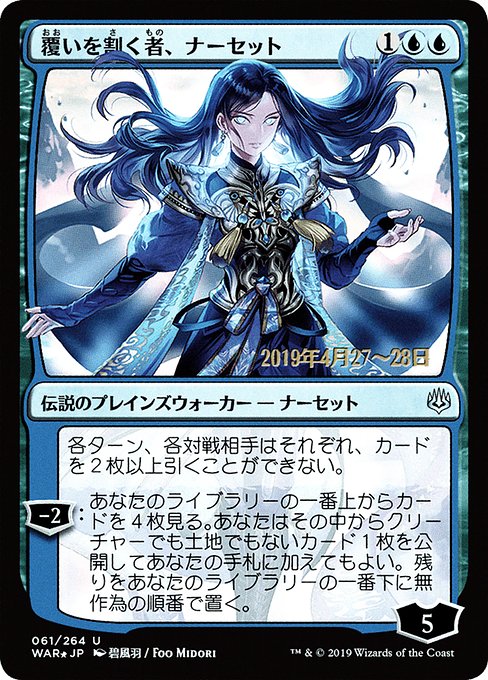 おお さ もの
覆いを割く者、ナーセット 1
2019年4月27~28日
伝説のプレインズウォーカー — ナーセット
各ターン、各対戦相手はそれぞれ、カード
を2枚以上引くことができない。
-2:あなたのライブラリーの一番上からカー
ドを4枚見る。あなたはその中からクリー
チャーでも土地でもないカード1枚を公
開してあなたの手札に加えてもよい。残
りをあなたのライブラリーの一番下に無
作為の順番で置く。
5
061/264 U
WAR★JP 碧風羽/Foo Midori
™ & © 2019 Wizards of the Coast